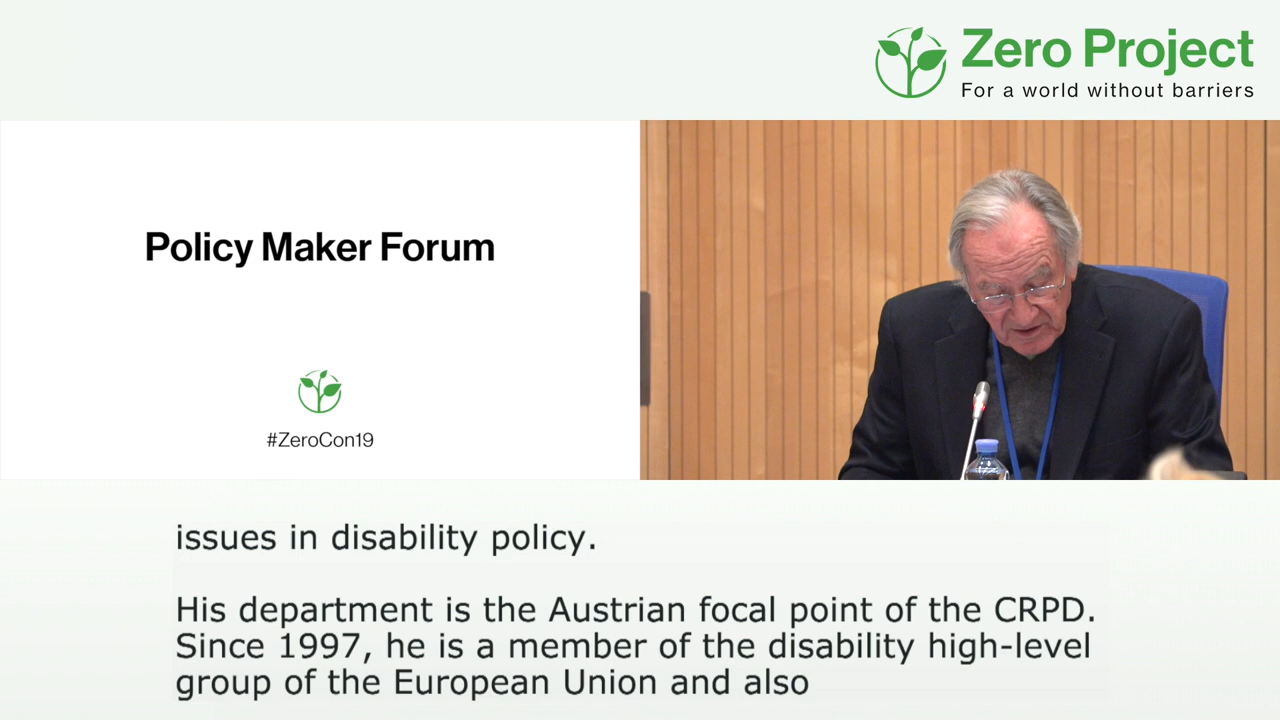 Zero Project
For a world without barriers
Policy Maker Forum
#ZeroCon19
issues in disability policy.
His department is the Austrian focal point of the CRPD.
Since 1997, he is a member of the disability high-level
group of the European Union and also